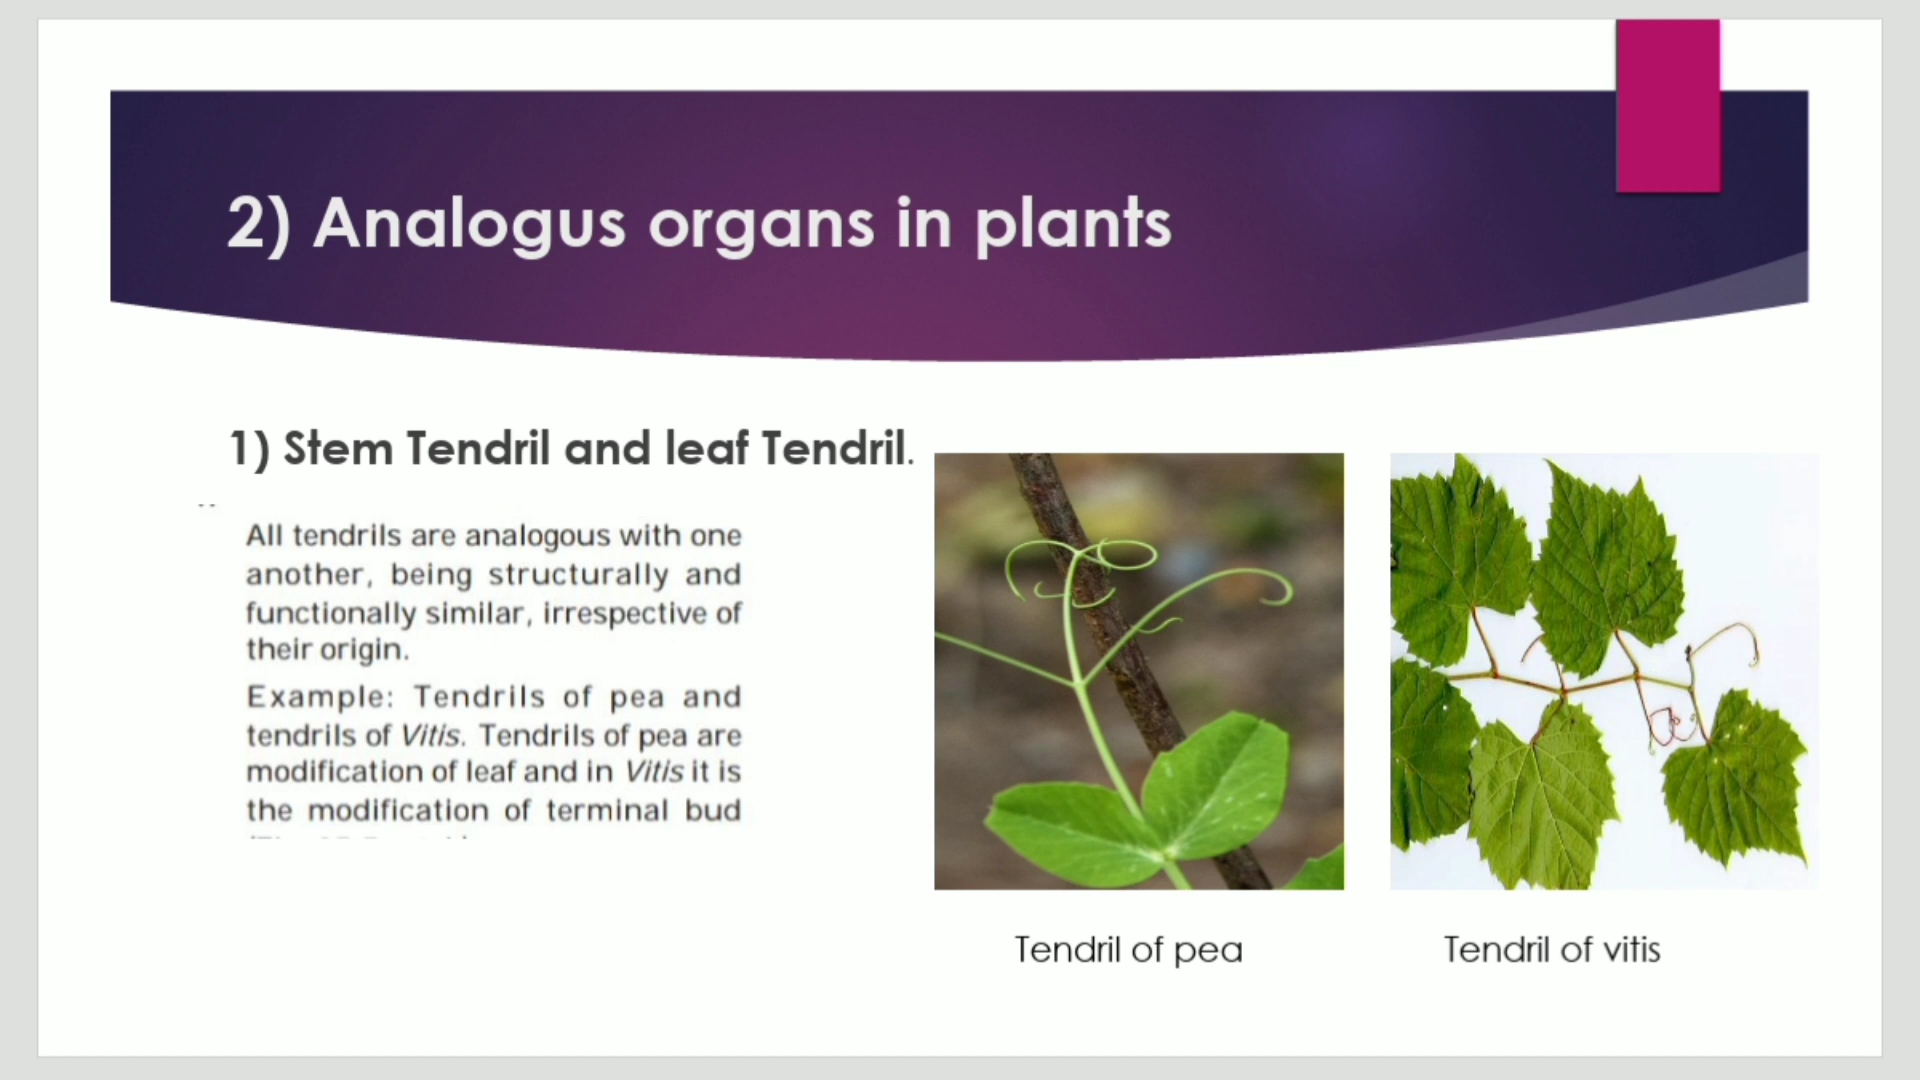 2) Analogus organs in plants
1) Stem Tendril and leaf Tendril.
All tendrils are analogous with one
another, being structurally and
functionally similar, irrespective of
their origin.
Example: Tendrils of pea and
tendrils of Vitis. Tendrils of pea are
modification of leaf and in Vitis it is
the modification of terminal bud
Tendril of pea
Tendril of vitis